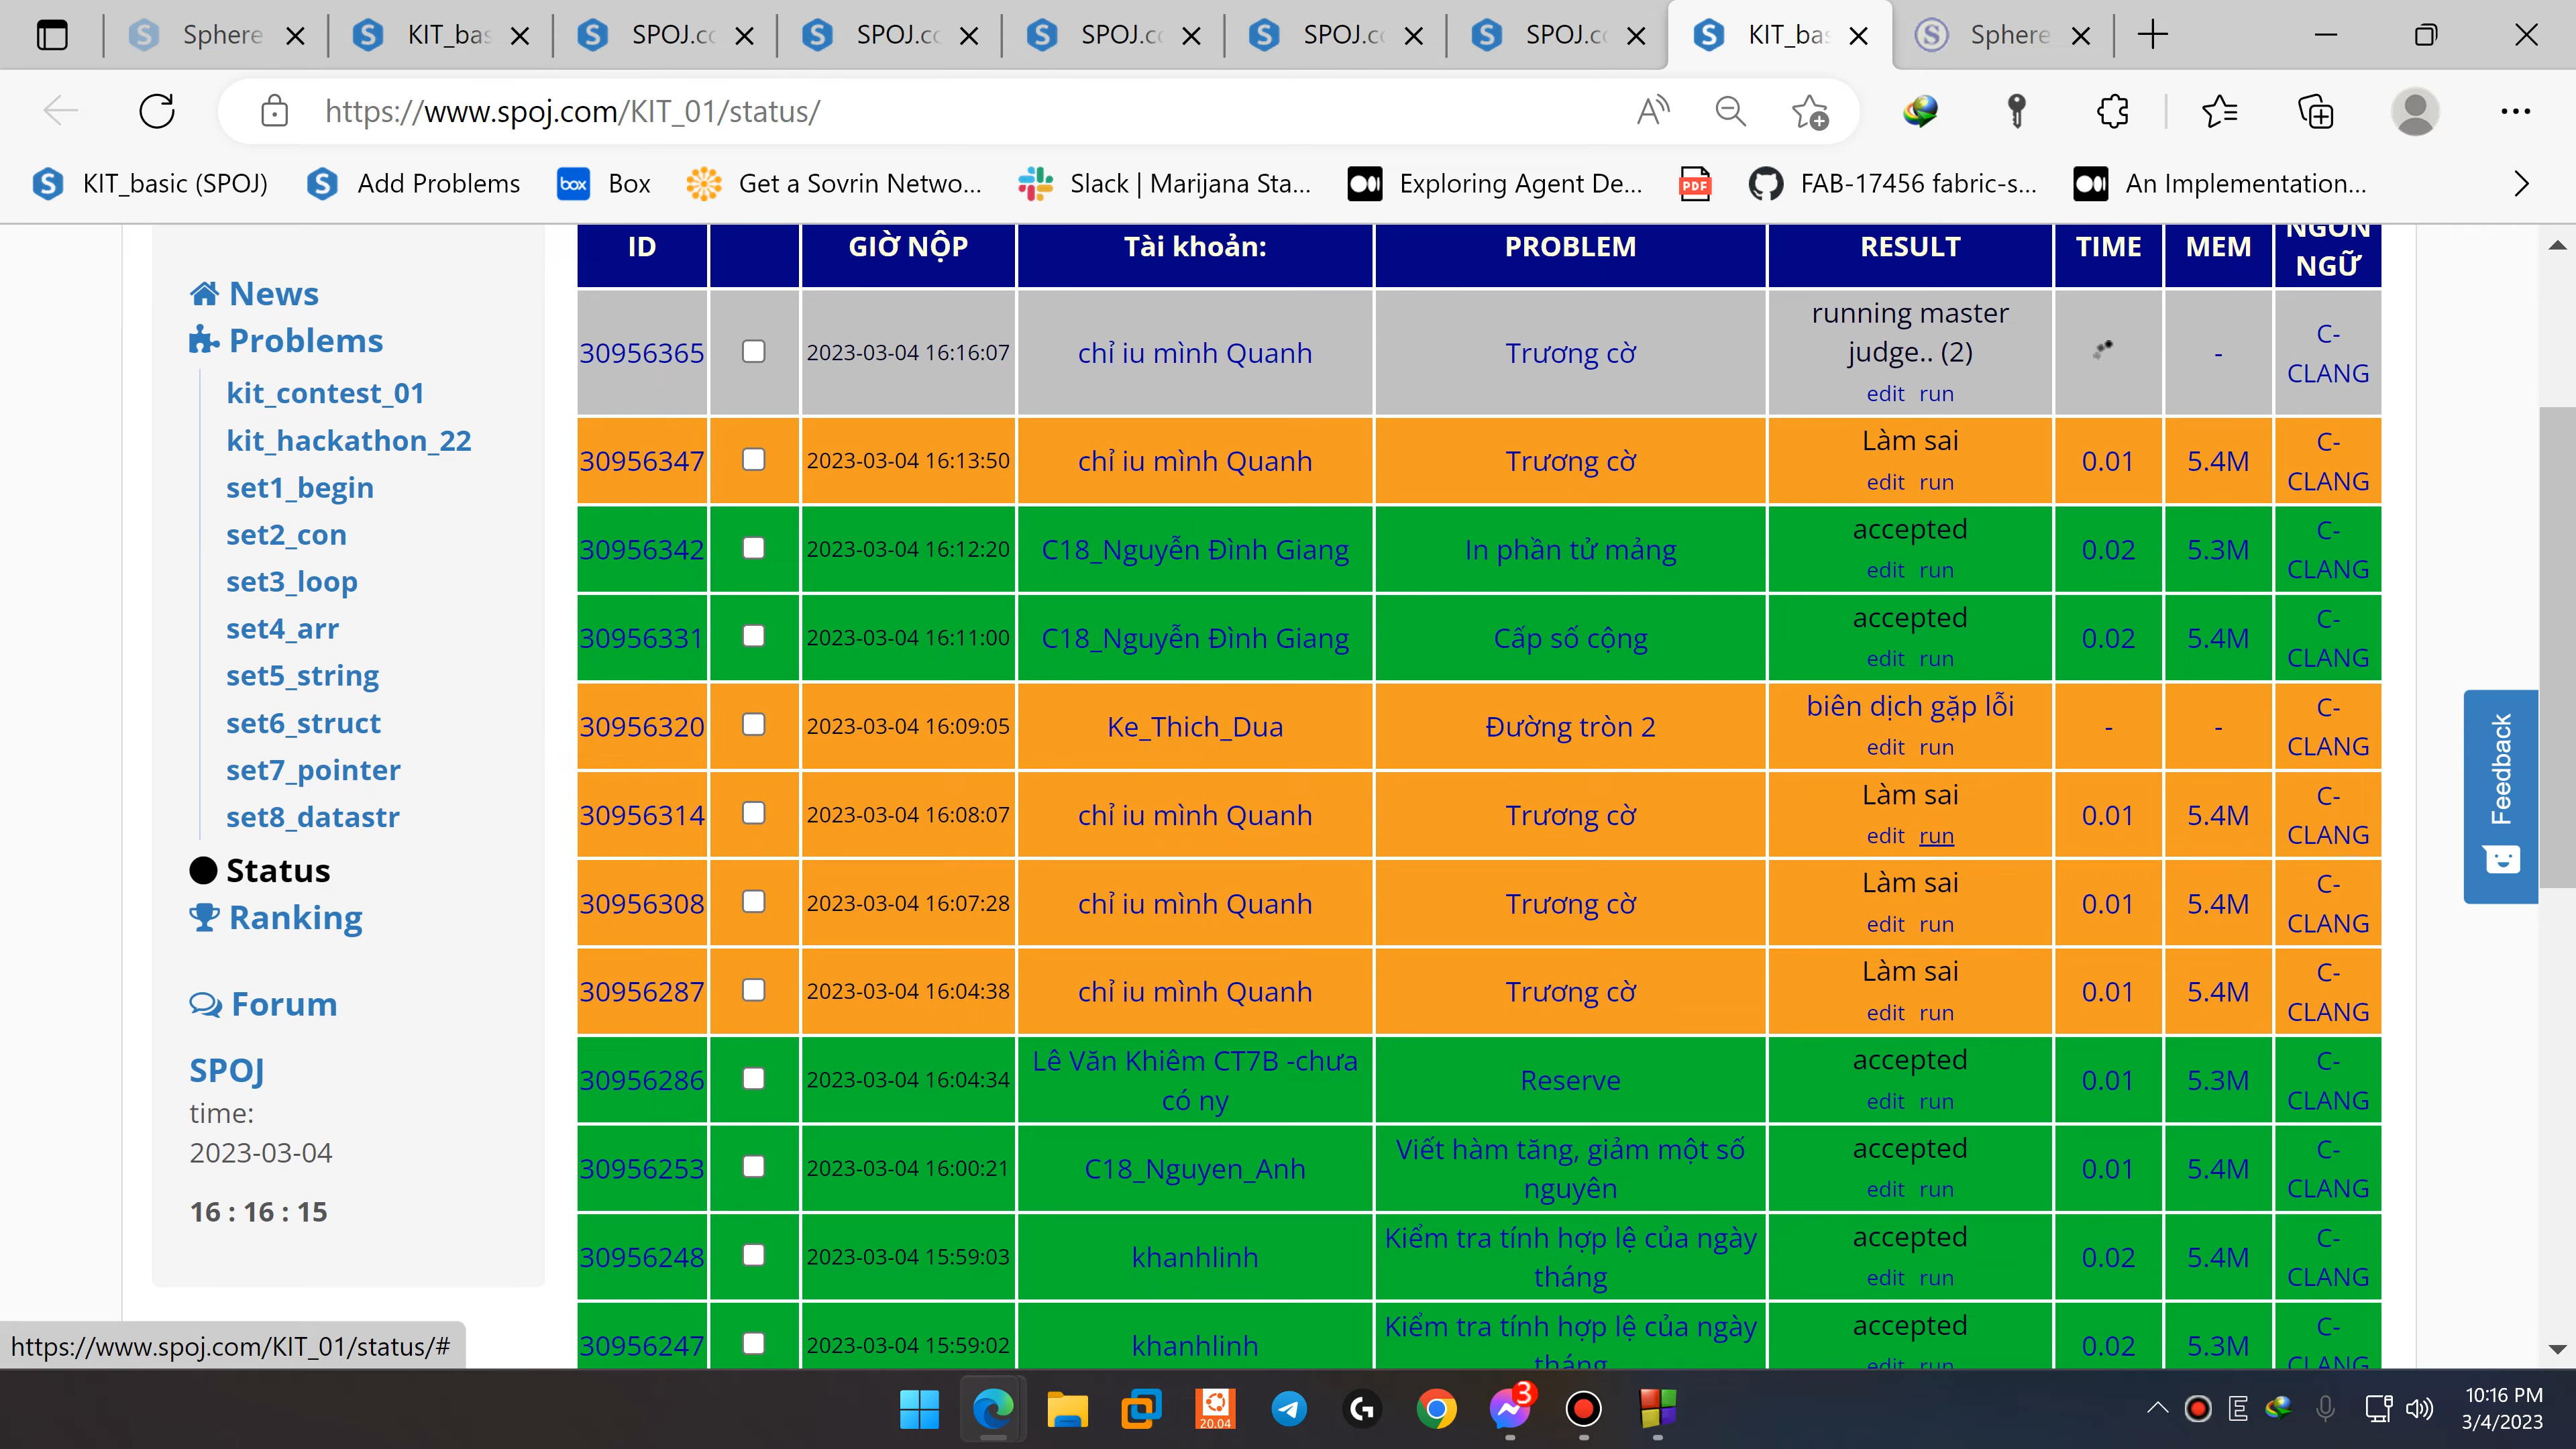 Sphere
KIT_bas
SPOJ.co
SPOJ.co
SPOJ.co
SPOJ.co
SPOJ.co
KIT_bas
Sphere
https://www.spoj.com/KIT_01/status/
KIT_basic (SPOJ)
Add Problems
box Box
Get a Sovrin Netwo...
Slack | Marijana Sta...
Exploring Agent De...
PDF
FAB-17456 fabric-s...
An Implementation...
News
Problems
kit_contest_01
kit_hackathon_22
set1_begin
set2_con
set3_loop
set4_arr
set5_string
set6_struct
set7_pointer
set8_datastr
Status
Ranking
Forum
SPOJ
time:
2023-03-04
16 : 16 : 15
ID GIỜ NỘP Tài khoản: PROBLEM RESULT TIME MEM NGÔN
NGỮ
30956365 2023-03-04 16:16:07 chỉ iu mình Quanh Trương cờ running master - C-
judge.. (2) CLANG
edit run
30956347 2023-03-04 16:13:50 chỉ iu mình Quanh Trương cờ Làm sai 0.01 5.4M C-
edit run CLANG
30956342 2023-03-04 16:12:20 C18_Nguyễn Đình Giang In phần tử mảng accepted 0.02 5.3M C-
edit run CLANG
30956331 2023-03-04 16:11:00 C18_Nguyễn Đình Giang Cấp số cộng accepted 0.02 5.4M C-
edit run CLANG
30956320 2023-03-04 16:09:05 Ke_Thich_Dua Đường tròn 2 biên dịch gặp lỗi - - C-
edit run CLANG
30956314 2023-03-04 16:08:07 chỉ iu mình Quanh Trương cờ Làm sai 0.01 5.4M C-
edit run CLANG
30956308 2023-03-04 16:07:28 chỉ iu mình Quanh Trương cờ Làm sai 0.01 5.4M C-
edit run CLANG
30956287 2023-03-04 16:04:38 chỉ iu mình Quanh Trương cờ Làm sai 0.01 5.4M C-
edit run CLANG
30956286 2023-03-04 16:04:34 Lê Văn Khiêm CT7B -chưa Reserve accepted 0.01 5.3M C-
có ny edit run CLANG
30956253 2023-03-04 16:00:21 C18_Nguyen_Anh Viết hàm tăng, giảm một số accepted 0.01 5.4M C-
nguyên edit run CLANG
30956248 2023-03-04 15:59:03 khanhlinh Kiểm tra tính hợp lệ của ngày accepted 0.02 5.4M C-
tháng edit run CLANG
30956247 2023-03-04 15:59:02 khanhlinh Kiểm tra tính hợp lệ của ngày accepted 0.02 5.3M C-
tháng edit run CLANG
Feedback
https://www.spoj.com/KIT_01/status/#
20.04
3
10:16 PM
3/4/2023